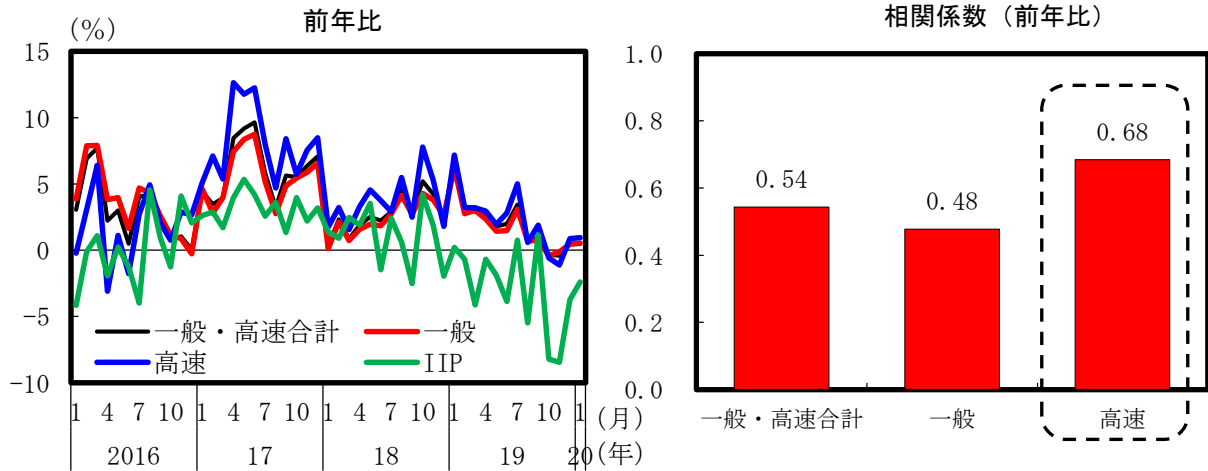 前年比
(%)
15
10
5
0
-5
-10
一般・高速合計
一般
高速
IIP
1 4 7 10 1 4 7 10 1 4 7 10 1 4 7 10 1 (月)
2016 17 18 19 20 (年)
相関係数（前年比）
1.0
0.8
0.6
0.4
0.2
0.0
0.54
0.48
0.68
一般・高速合計 一般 高速